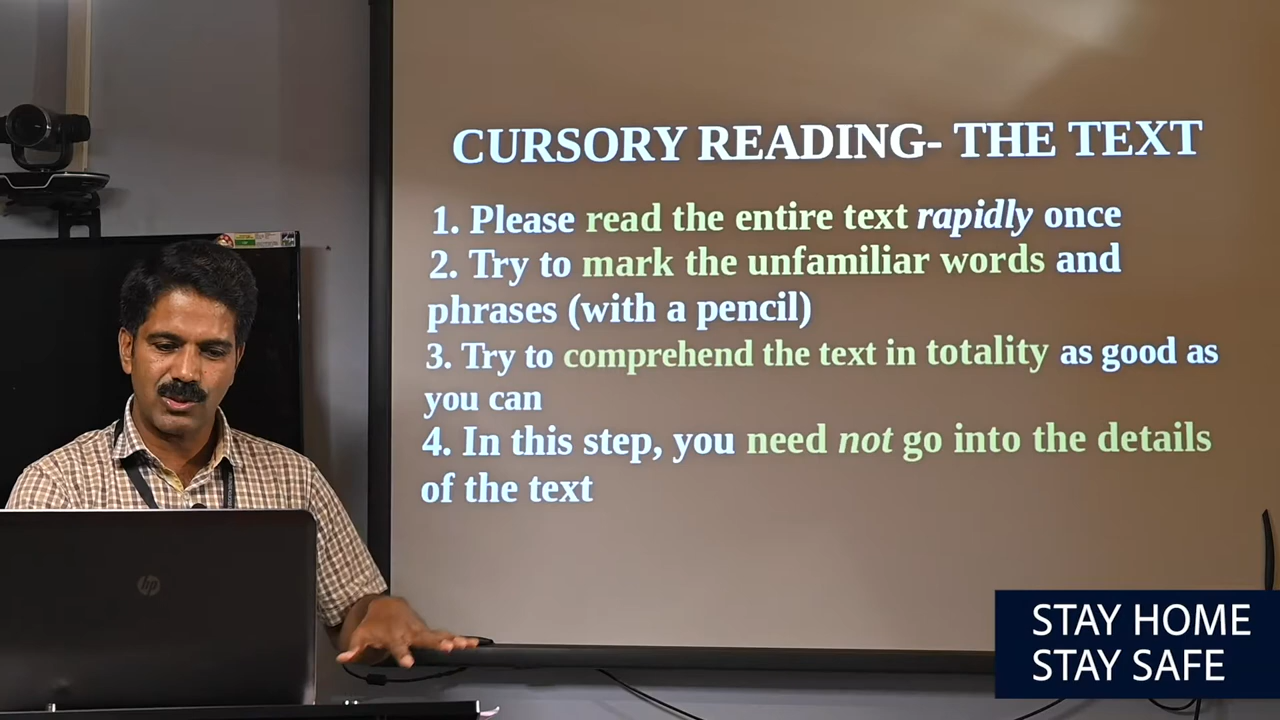 CURSORY READING- THE TEXT
1. Please read the entire text rapidly once
2. Try to mark the unfamiliar words and
phrases (with a pencil)
3. Try to comprehend the text in totality as good as
you can
4. In this step, you need not go into the details
of the text
hp
STAY HOME
STAY SAFE